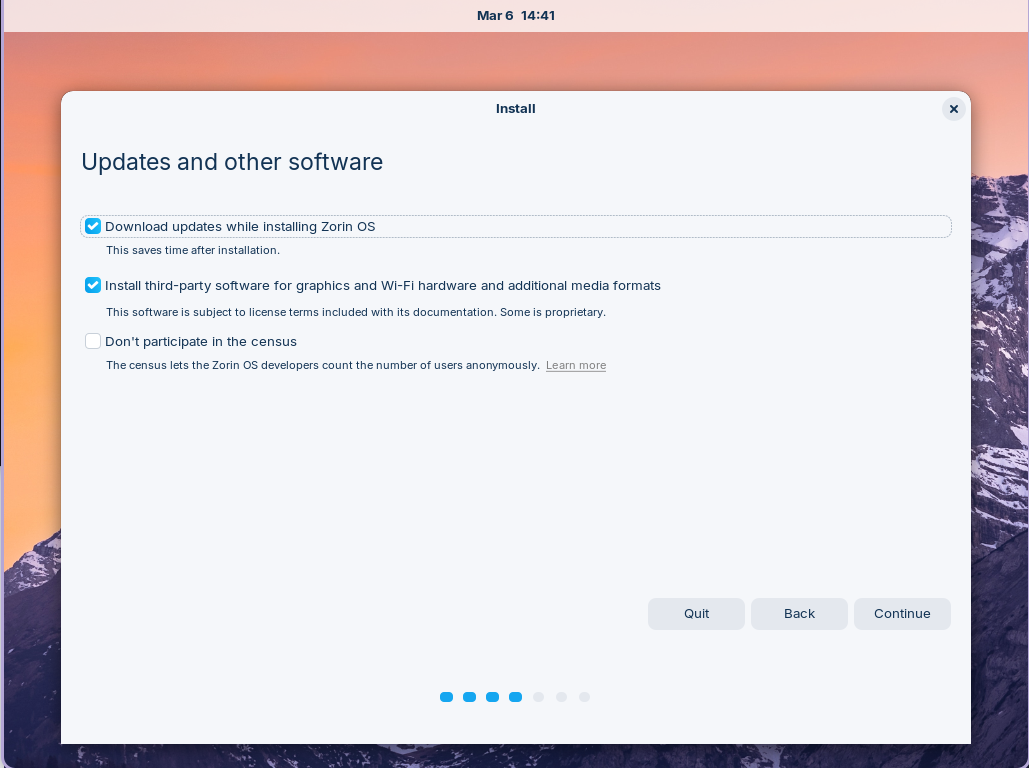 Mar 6  14:41
Install
Updates and other software
Download updates while installing Zorin OS
This saves time after installation.
Install third-party software for graphics and Wi-Fi hardware and additional media formats
This software is subject to license terms included with its documentation. Some is proprietary.
Don't participate in the census
The census lets the Zorin OS developers count the number of users anonymously. Learn more
Quit Back Continue